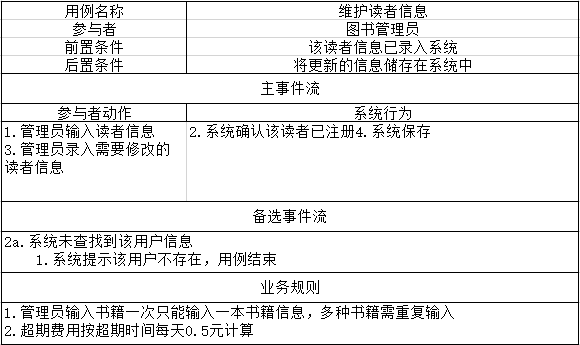 用例名称 维护读者信息
参与者 图书管理员
前置条件 该读者信息已录入系统
后置条件 将更新的信息储存在系统中
主事件流
参与者动作 系统行为
1.管理员输入读者信息
3.管理员录入需要修改的
读者信息
2.系统确认该读者已注册4.系统保存
备选事件流
2a.系统未查找到该用户信息
1.系统提示该用户不存在，用例结束
业务规则
1.管理员输入书籍一次只能输入一本书籍信息，多种书籍需重复输入
2.超期费用按超期时间每天0.5元计算